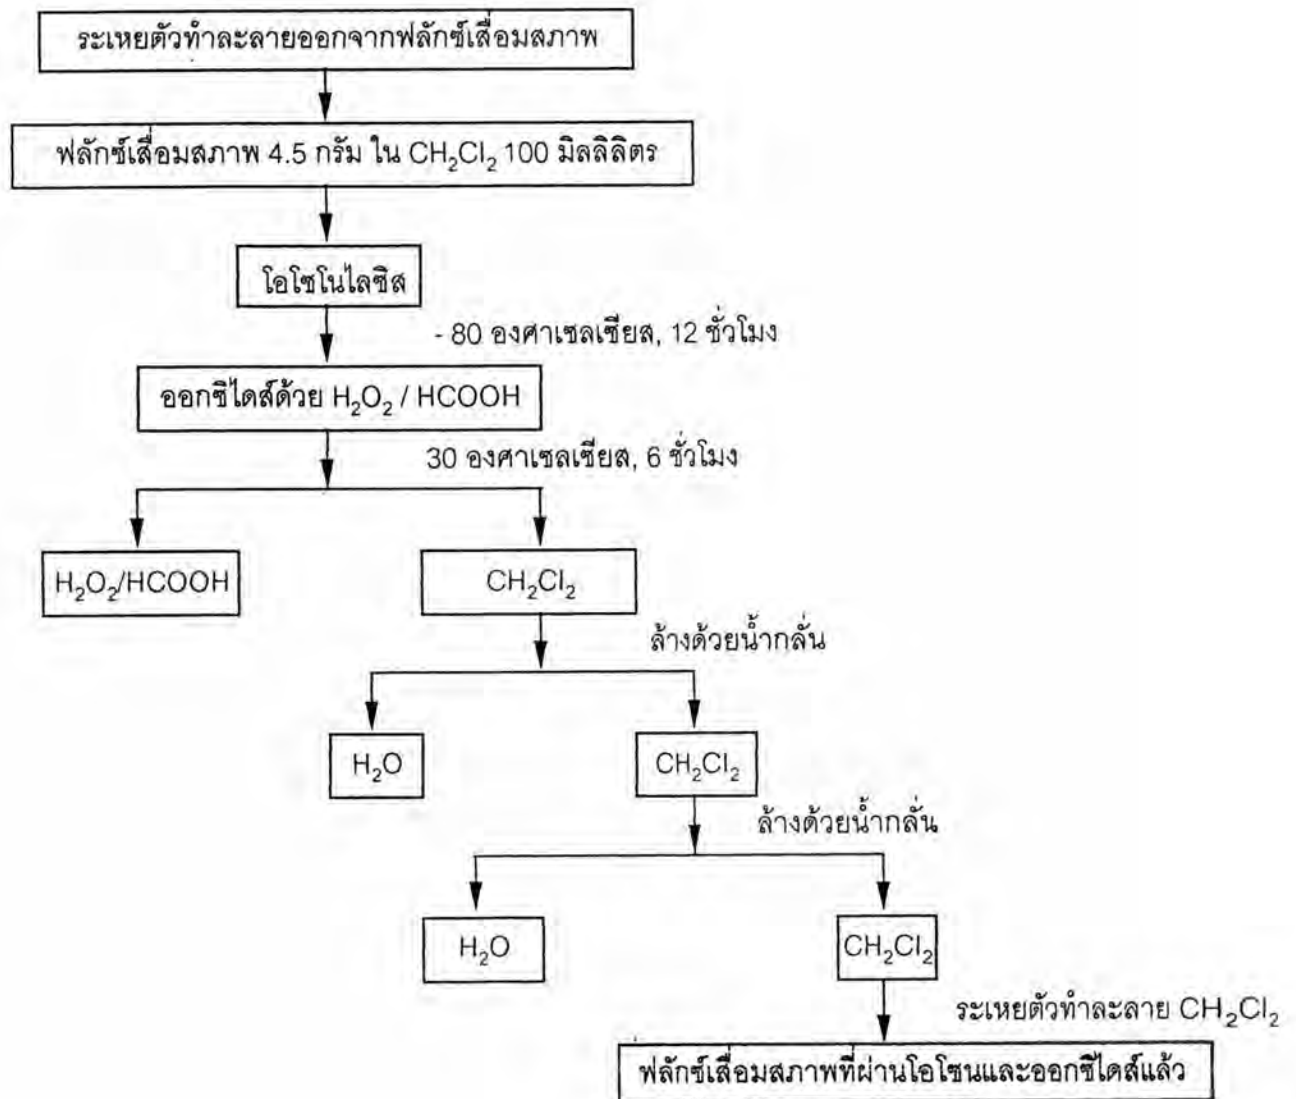 ระเหยตัวทำละลายออกจากฟลักซ์เสื่อมสภาพ
ฟลักซ์เสื่อมสภาพ 4.5 กรัม ใน CH₂Cl₂ 100 มิลลิลิตร
โอโซโนไลซิส
- 80 องศาเซลเซียส, 12 ชั่วโมง
ออกซิไดส์ด้วย H₂O₂ / HCOOH
30 องศาเซลเซียส, 6 ชั่วโมง
H₂O₂/HCOOH
CH₂Cl₂
ล้างด้วยน้ำกลั่น
H₂O
CH₂Cl₂
ล้างด้วยน้ำกลั่น
H₂O
CH₂Cl₂
ระเหยตัวทำละลาย CH₂Cl₂
ฟลักซ์เสื่อมสภาพที่ผ่านโอโซนและออกซิไดส์แล้ว